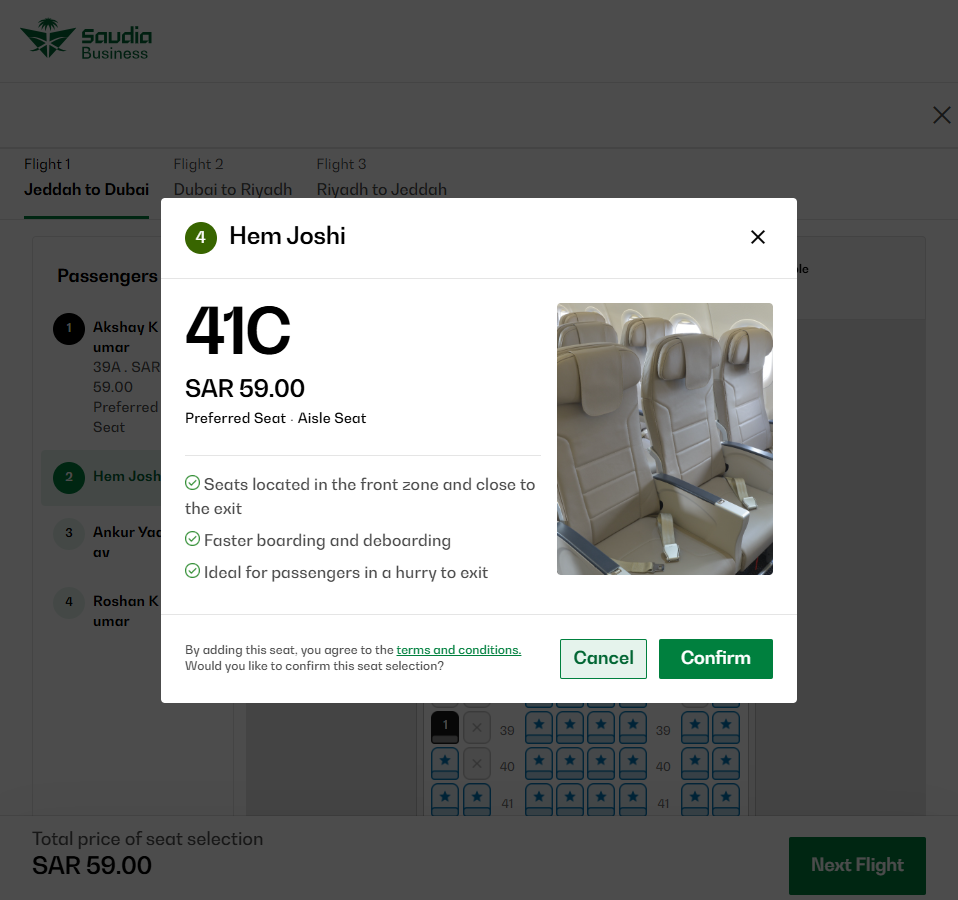 Saudia
Business
Flight 1
Flight 2
Flight 3
Jeddah to Dubai
Dubai to Riyadh
Riyadh to Jeddah
4
Hem Joshi
Passengers
1
Akshay K
umar
39A . SAR
59.00
Preferred
Seat
2
Hem Josh
3
Ankur Yad
av
4
Roshan K
umar
41C
SAR 59.00
Preferred Seat · Aisle Seat
Seats located in the front zone and close to
the exit
Faster boarding and deboarding
Ideal for passengers in a hurry to exit
By adding this seat, you agree to the terms and conditions.
Would you like to confirm this seat selection?
Cancel
Confirm
1
39
39
40
40
41
41
Total price of seat selection
SAR 59.00
Next Flight